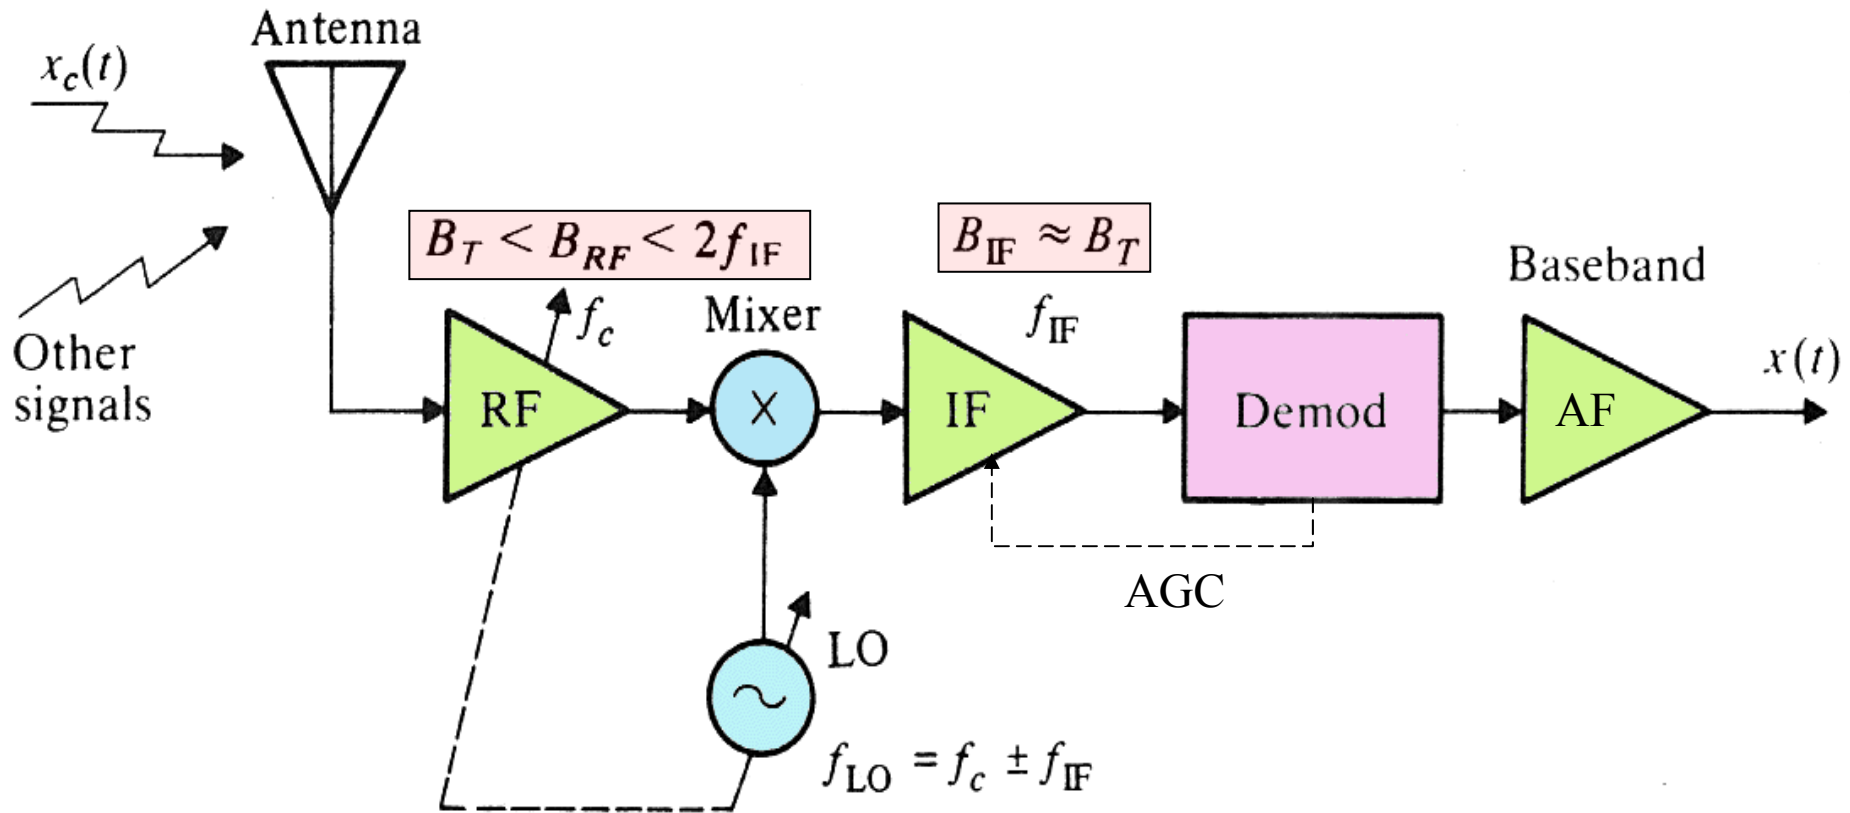 Antenna
x_c(t)
Other
signals
B_T < B_RF < 2f_IF
f_c
RF
Mixer
X
LO
f_LO = f_c ± f_IF
B_IF ≈ B_T
f_IF
IF
Demod
AGC
Baseband
AF
x(t)